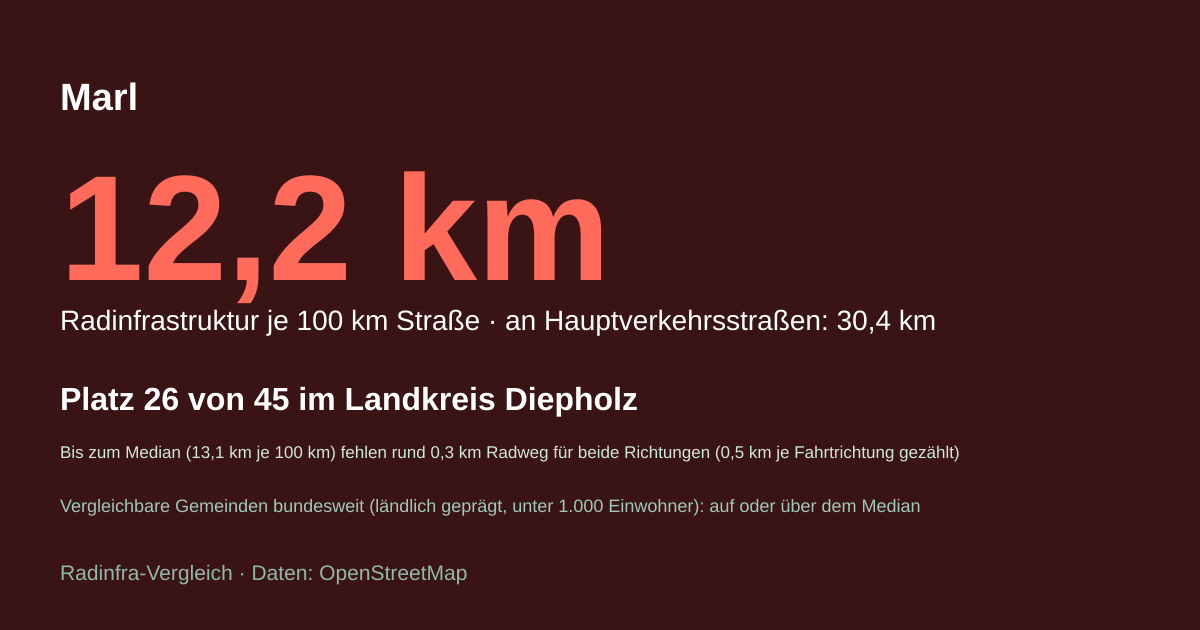 Marl
12,2 km
Radinfrastruktur je 100 km Straße · an Hauptverkehrsstraßen: 30,4 km
Platz 26 von 45 im Landkreis Diepholz
Bis zum Median (13,1 km je 100 km) fehlen rund 0,3 km Radweg für beide Richtungen (0,5 km je Fahrtrichtung gezählt)
Vergleichbare Gemeinden bundesweit (ländlich geprägt, unter 1.000 Einwohner): auf oder über dem Median
Radinfra-Vergleich · Daten: OpenStreetMap